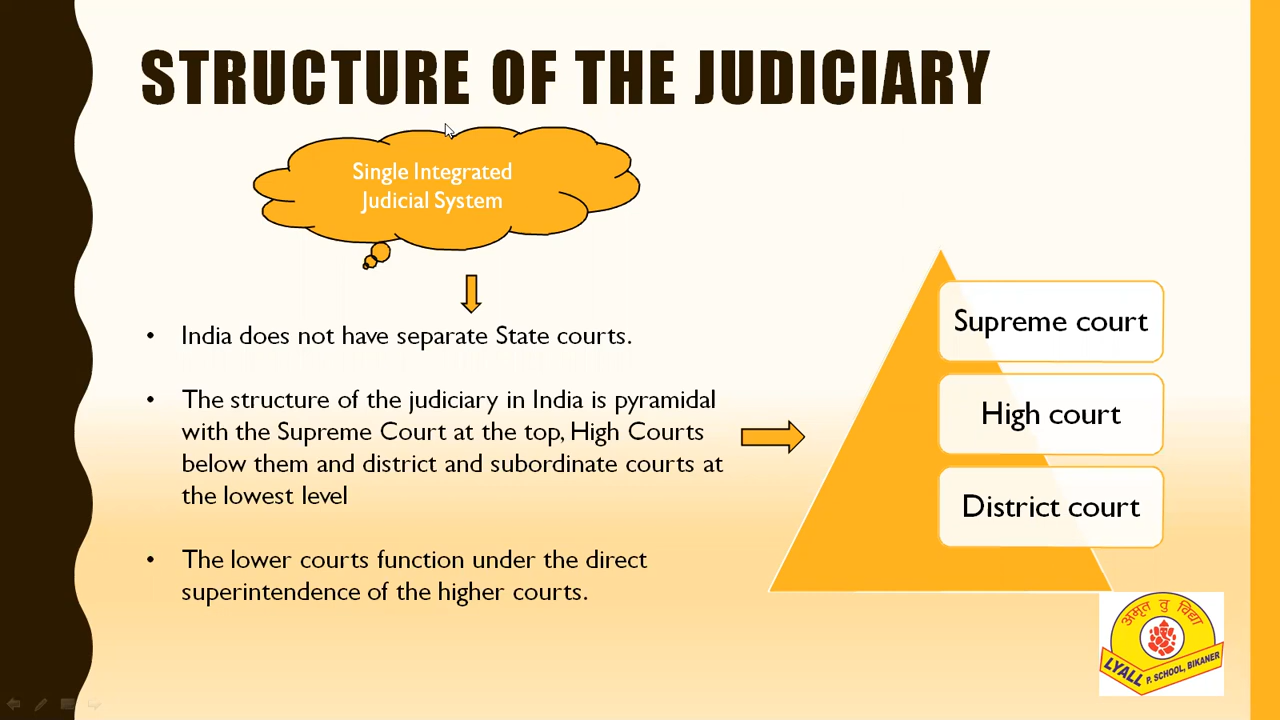 STRUCTURE OF THE JUDICIARY
Single Integrated
Judicial System
• India does not have separate State courts.
• The structure of the judiciary in India is pyramidal
with the Supreme Court at the top, High Courts
below them and district and subordinate courts at
the lowest level
• The lower courts function under the direct
superintendence of the higher courts.
Supreme court
High court
District court
अमृतं तु विद्या
LYALL P. SCHOOL, BIKANER